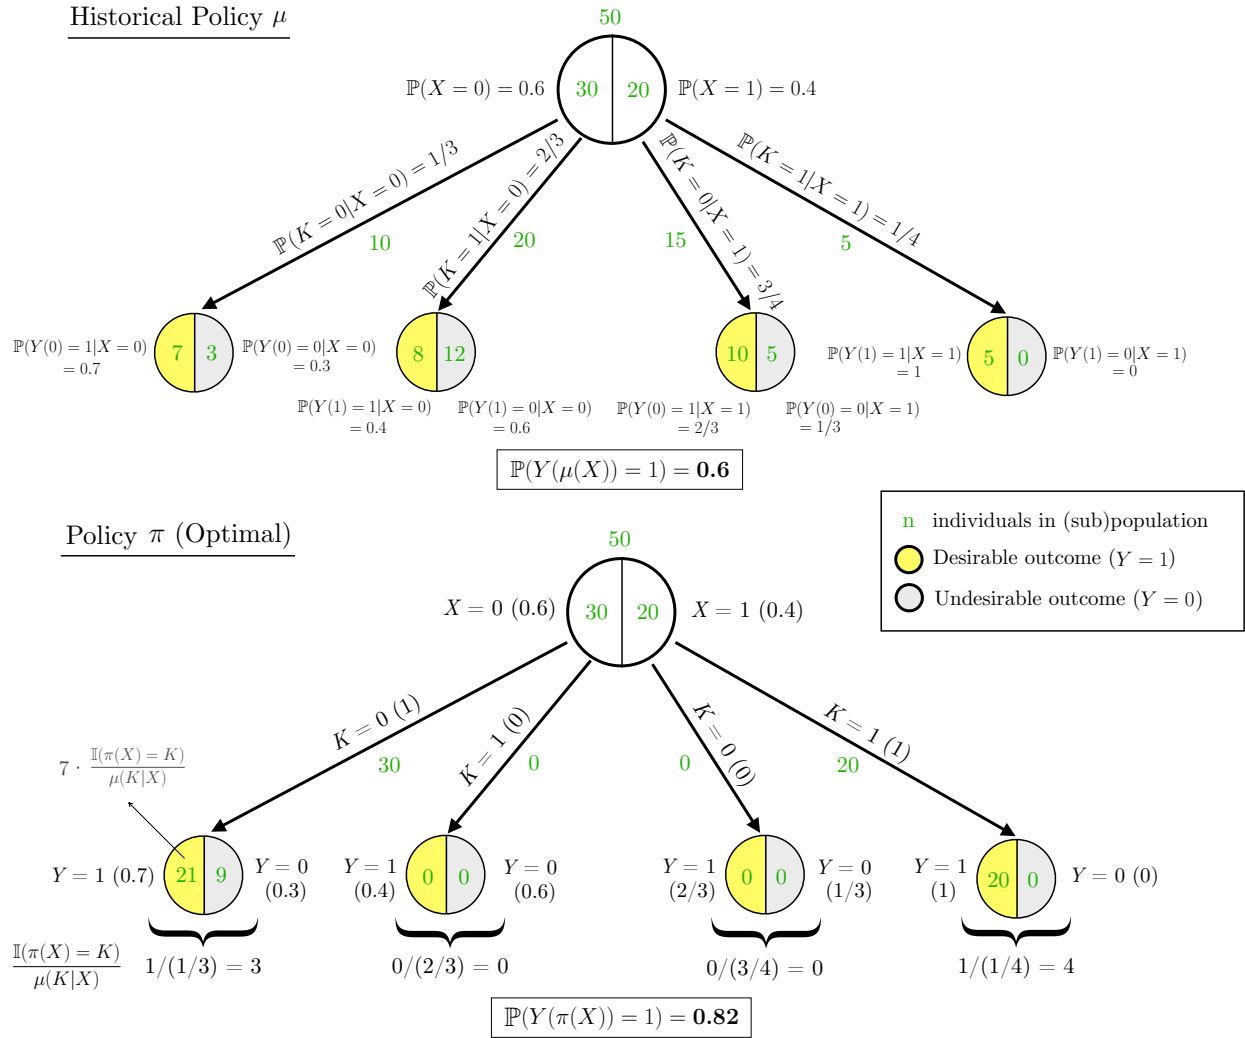 Historical Policy μ
50
ℙ(X = 0) = 0.6
30
20
ℙ(X = 1) = 0.4
ℙ(K = 0|X = 0) = 1/3
ℙ(K = 1|X = 0) = 2/3
ℙ(K = 0|X = 1) = 3/4
ℙ(K = 1|X = 1) = 1/4
10
20
15
5
ℙ(Y(0) = 1|X = 0)
= 0.7
7
3
ℙ(Y(0) = 0|X = 0)
= 0.3
8
12
ℙ(Y(1) = 1|X = 0)
= 0.4
ℙ(Y(1) = 0|X = 0)
= 0.6
10
5
ℙ(Y(0) = 1|X = 1)
= 2/3
ℙ(Y(0) = 0|X = 1)
= 1/3
ℙ(Y(1) = 1|X = 1)
= 1
5
0
ℙ(Y(1) = 0|X = 1)
= 0
ℙ(Y(μ(X)) = 1) = 0.6
n individuals in (sub)population
Desirable outcome (Y = 1)
Undesirable outcome (Y = 0)
Policy π (Optimal)
50
X = 0 (0.6)
30
20
X = 1 (0.4)
K = 0 (1)
K = 1 (0)
K = 0 (0)
K = 1 (1)
30
0
0
20
7 · 𝕀(π(X) = K)
μ(K|X)
Y = 1 (0.7)
21
9
Y = 0
(0.3)
Y = 1
(0.4)
0
0
Y = 0
(0.6)
Y = 1
(2/3)
0
0
Y = 0
(1/3)
Y = 1
(1)
20
0
Y = 0 (0)
𝕀(π(X) = K)
μ(K|X)
1/(1/3) = 3
0/(2/3) = 0
0/(3/4) = 0
1/(1/4) = 4
ℙ(Y(π(X)) = 1) = 0.82